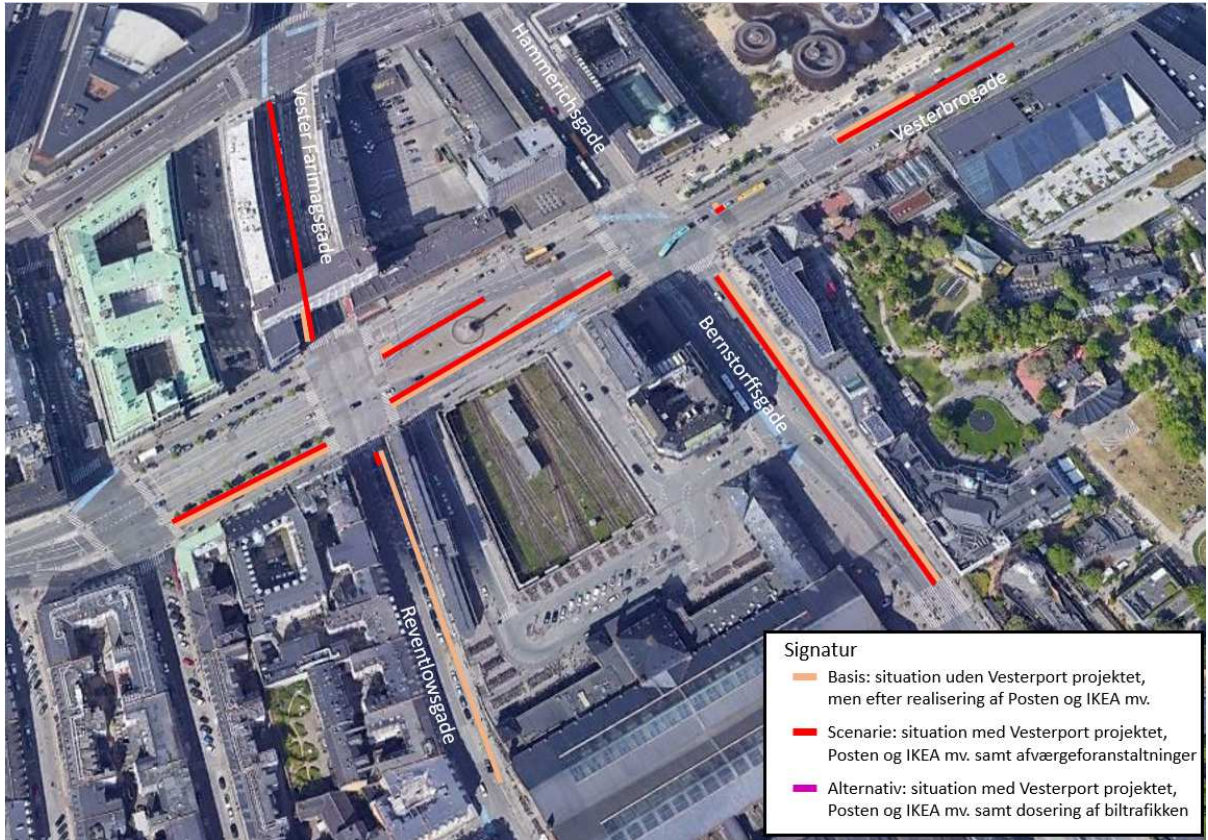 Hammerichsgade
Vester Farimagsgade
Vesterbrogade
Bernstorffsgade
Reventlowsgade
Signatur
Basis: situation uden Vesterport projektet,
men efter realisering af Posten og IKEA mv.
Scenarie: situation med Vesterport projektet,
Posten og IKEA mv. samt afværgeforanstaltninger
Alternativ: situation med Vesterport projektet,
Posten og IKEA mv. samt dosering af biltrafikken